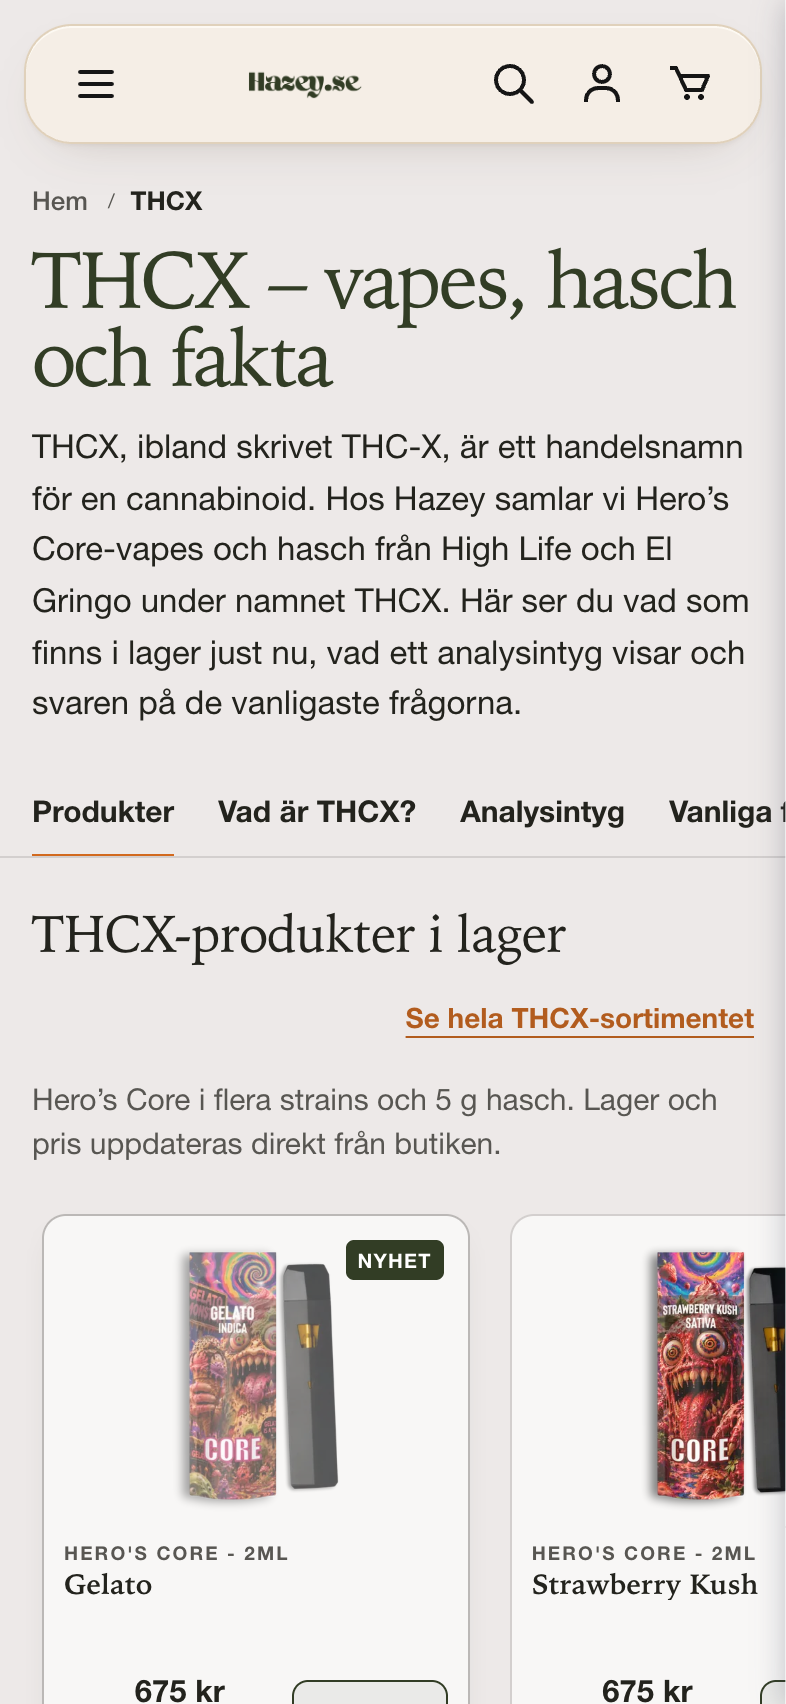 Hazey.se
Hem / THCX
THCX – vapes, hasch
och fakta
THCX, ibland skrivet THC-X, är ett handelsnamn
för en cannabinoid. Hos Hazey samlar vi Hero’s
Core-vapes och hasch från High Life och El
Gringo under namnet THCX. Här ser du vad som
finns i lager just nu, vad ett analysintyg visar och
svaren på de vanligaste frågorna.
Produkter Vad är THCX? Analysintyg Vanliga
THCX-produkter i lager
Se hela THCX-sortimentet
Hero’s Core i flera strains och 5 g hasch. Lager och
pris uppdateras direkt från butiken.
NYHET
GELATO
INDICA
CORE
STRAWBERRY KUSH
SATIVA
CORE
HERO'S CORE - 2ML
Gelato
675 kr
HERO'S CORE - 2ML
Strawberry Kush
675 kr